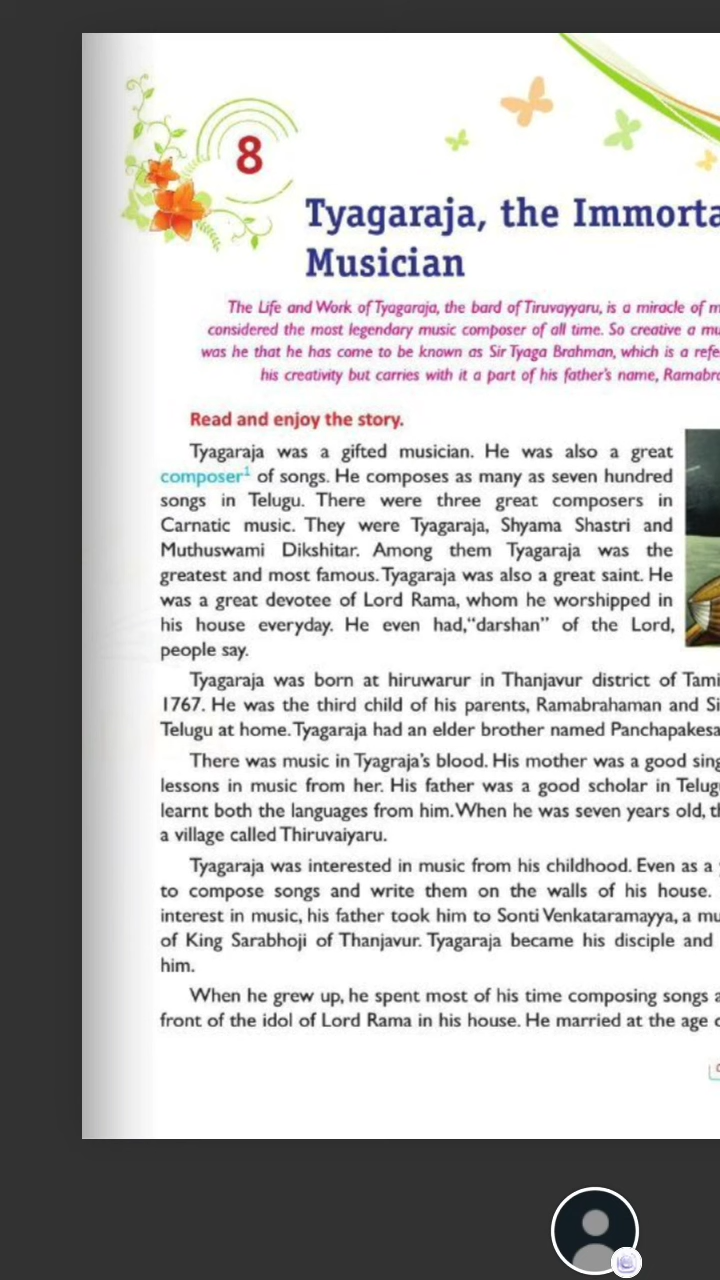 8
Tyagaraja, the Immorta
Musician
The Life and Work of Tyagaraja, the bard of Tiruvayyaru, is a miracle of m
considered the most legendary music composer of all time. So creative a mu
was he that he has come to be known as Sir Tyaga Brahman, which is a refe
his creativity but carries with it a part of his father's name, Ramabra
Read and enjoy the story.
Tyagaraja was a gifted musician. He was also a great
composer¹ of songs. He composes as many as seven hundred
songs in Telugu. There were three great composers in
Carnatic music. They were Tyagaraja, Shyama Shastri and
Muthuswami Dikshitar. Among them Tyagaraja was the
greatest and most famous. Tyagaraja was also a great saint. He
was a great devotee of Lord Rama, whom he worshipped in
his house everyday. He even had,"darshan" of the Lord,
people say.
Tyagaraja was born at hiruwarur in Thanjavur district of Tami
1767. He was the third child of his parents, Ramabrahaman and Si
Telugu at home. Tyagaraja had an elder brother named Panchapakesa
There was music in Tyagraja's blood. His mother was a good sing
lessons in music from her. His father was a good scholar in Telugu
learnt both the languages from him. When he was seven years old, th
a village called Thiruvaiyaru.
Tyagaraja was interested in music from his childhood. Even as a
to compose songs and write them on the walls of his house.
interest in music, his father took him to Sonti Venkataramayya, a mu
of King Sarabhoji of Thanjavur. Tyagaraja became his disciple and
him.
When he grew up, he spent most of his time composing songs a
front of the idol of Lord Rama in his house. He married at the age o